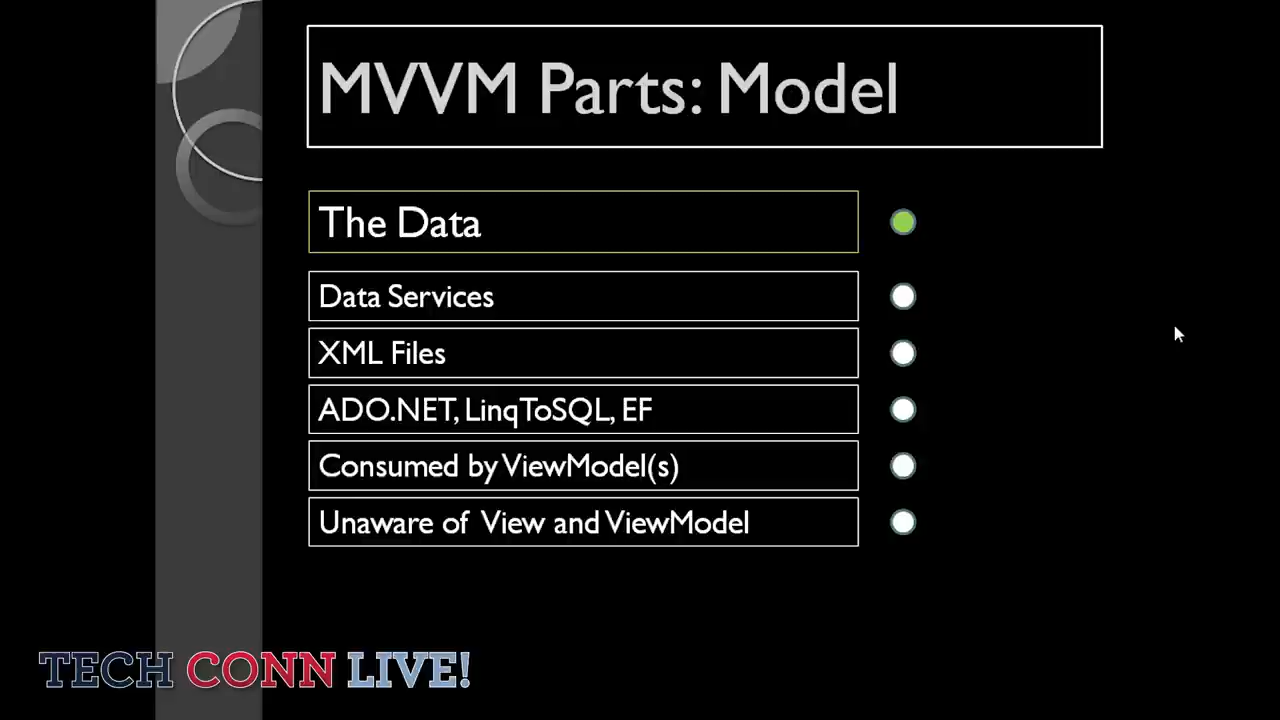 MVVM Parts: Model
The Data
Data Services
XML Files
ADO.NET, LinqToSQL, EF
Consumed by ViewModel(s)
Unaware of View and ViewModel
TECH CONN LIVE!